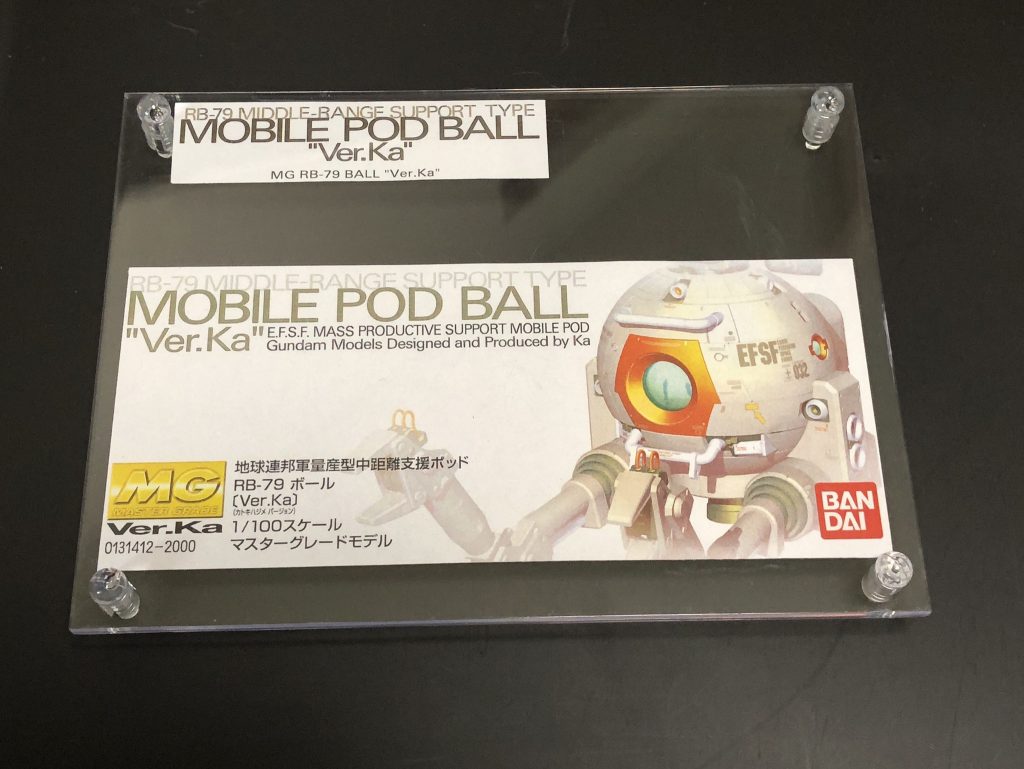 RB-79 MIDDLE-RANGE SUPPORT TYPE
MOBILE POD BALL
"Ver.Ka"
MG RB-79 BALL "Ver.Ka"
RB-79 MIDDLE-RANGE SUPPORT TYPE
MOBILE POD BALL
"Ver.Ka" E.F.S.F. MASS PRODUCTIVE SUPPORT MOBILE POD
Gundam Models Designed and Produced by Ka
EFSF
032
MG
MASTER GRADE
Ver.Ka
0131412-2000
地球連邦軍量産型中距離支援ポッド
RB-79 ボール
〔Ver.Ka〕
(カトキハジメ バージョン)
1/100スケール
マスターグレードモデル
BAN
DAI